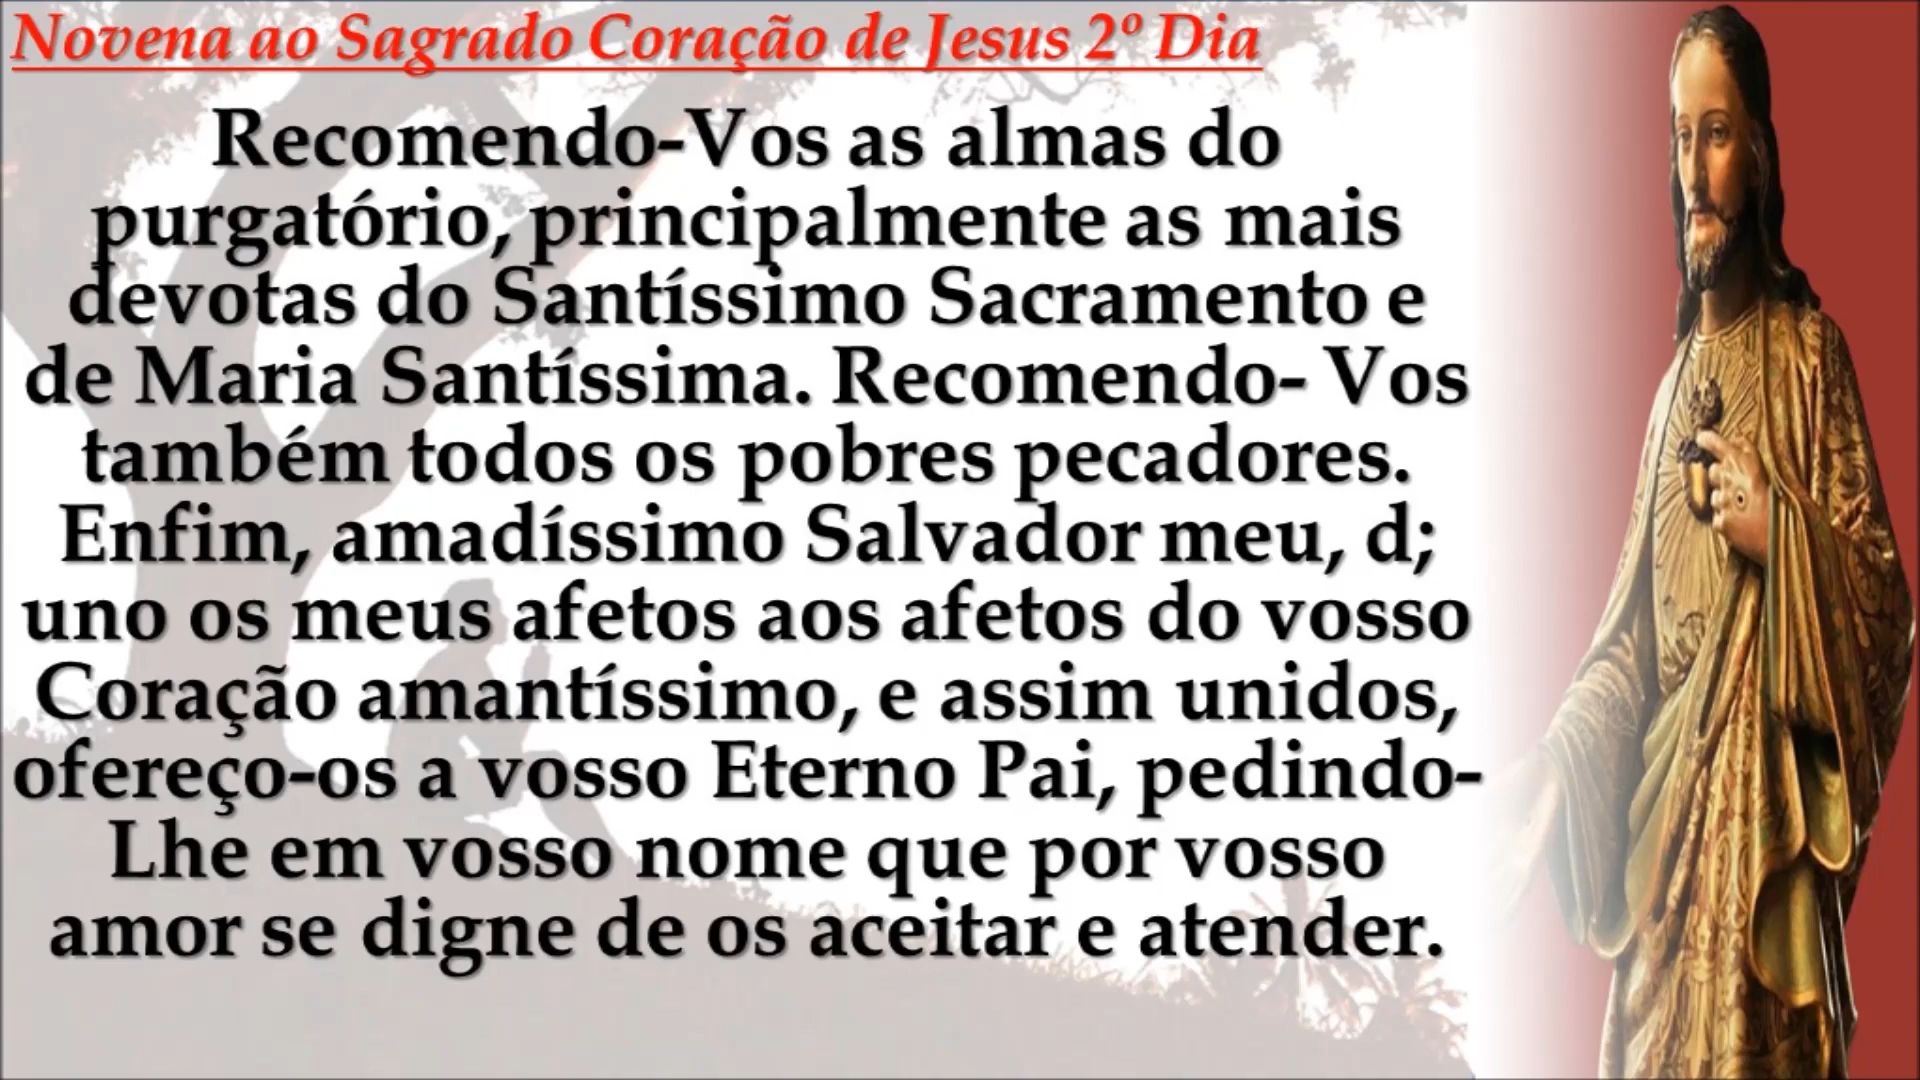 Novena ao Sagrado Coração de Jesus 2º Dia
Recomendo-Vos as almas do
purgatório, principalmente as mais
devotas do Santíssimo Sacramento e
de Maria Santíssima. Recomendo- Vos
também todos os pobres pecadores.
Enfim, amadíssimo Salvador meu, d;
uno os meus afetos aos afetos do vosso
Coração amantíssimo, e assim unidos,
ofereço-os a vosso Eterno Pai, pedindo-
Lhe em vosso nome que por vosso
amor se digne de os aceitar e atender.